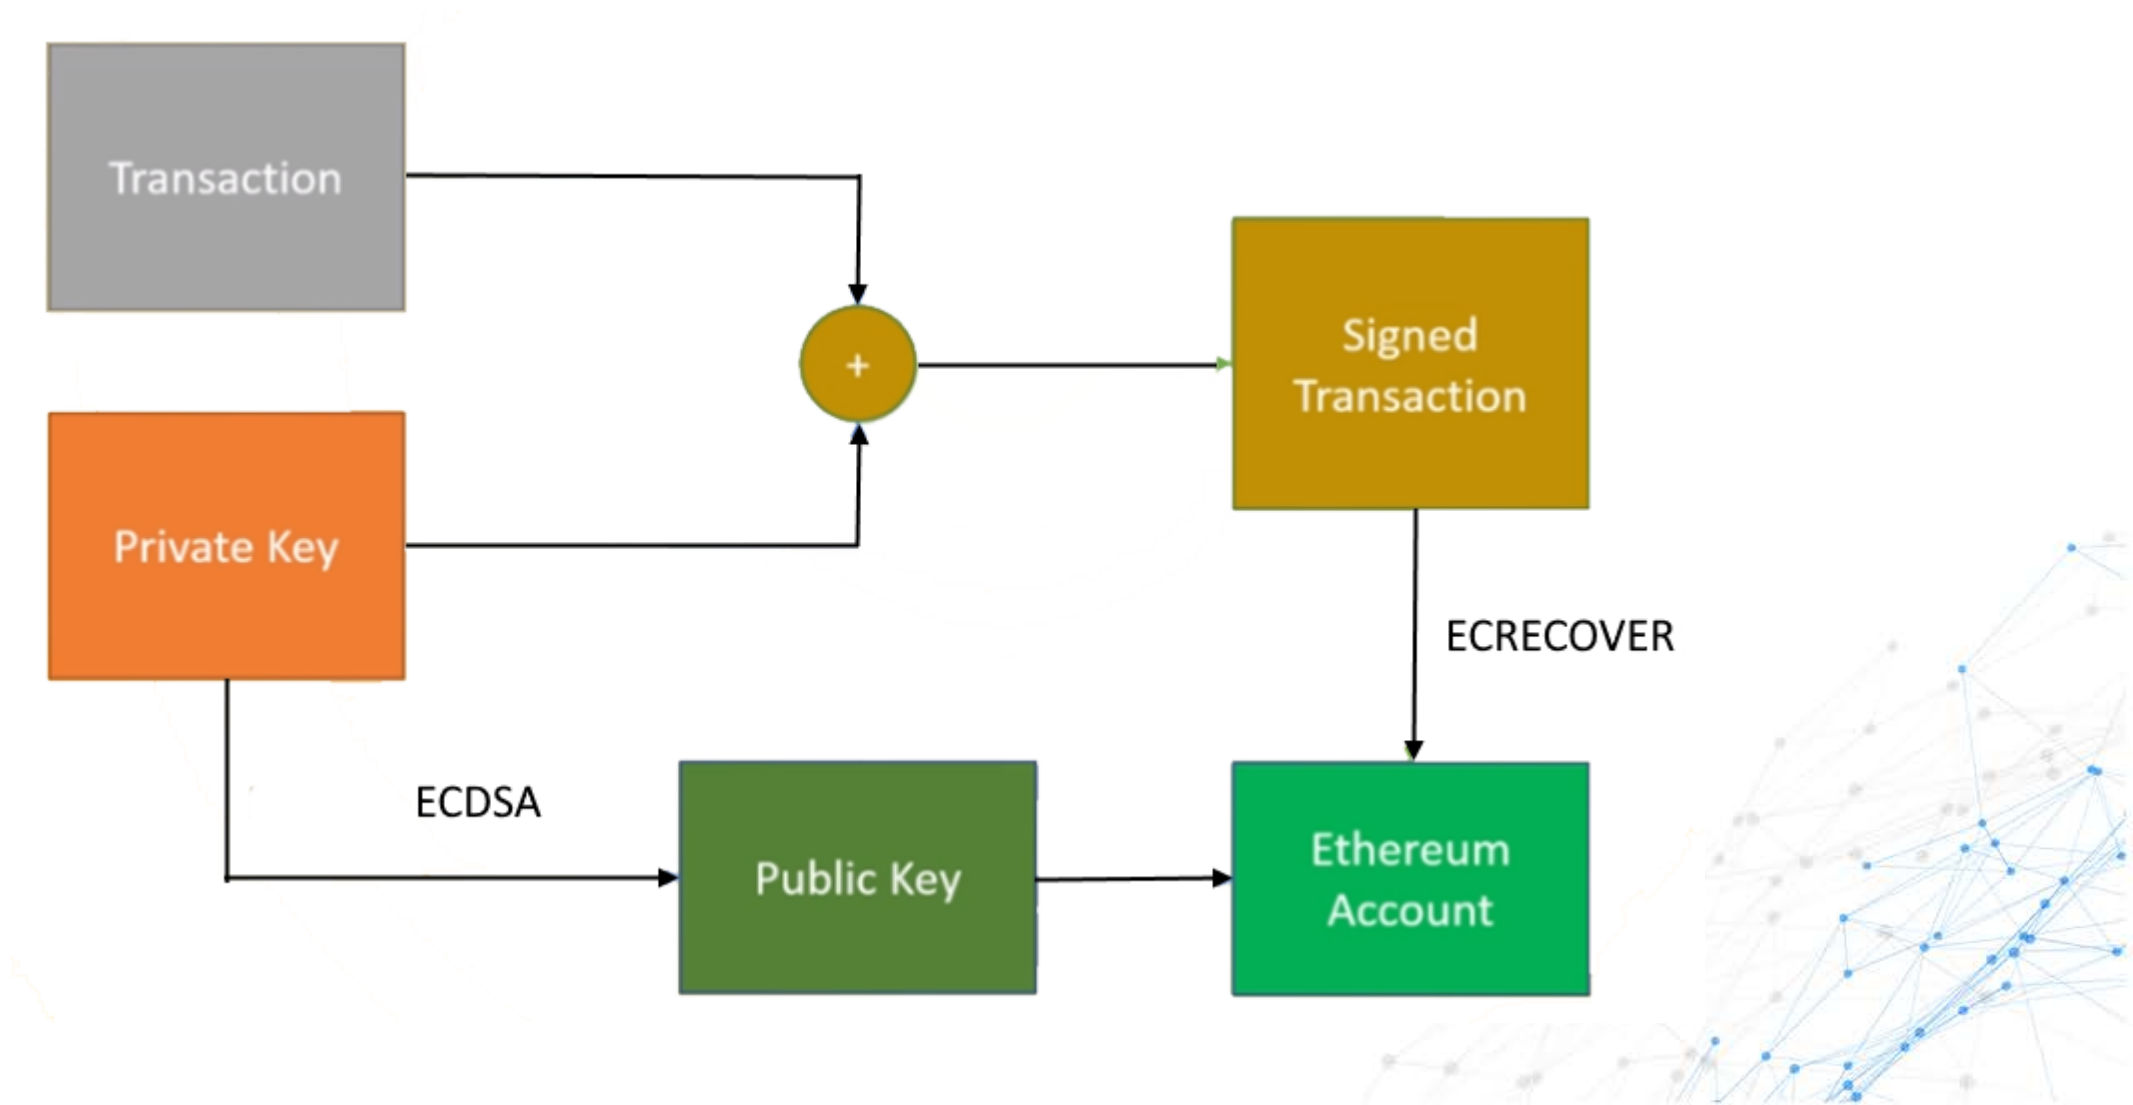 Transaction
+
Signed
Transaction
Private Key
ECRECOVER
ECDSA
Public Key
Ethereum
Account